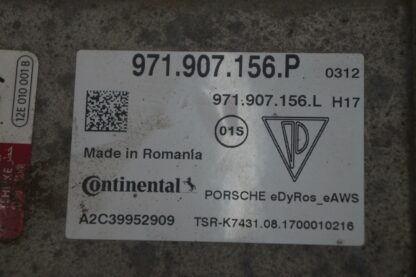 971.907.156.P 0312
971.907.156.L H17
01S
Made in Romania
Continental
PORSCHE eDyRos_eAWS
A2C39952909 TSR-K7431.08.1700010216
12E 010 001 B